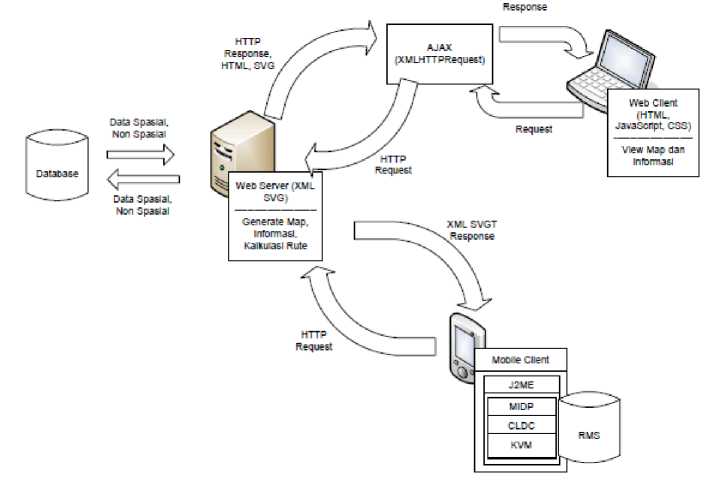 Response
HTTP
Response,
HTML, SVG
AJAX
(XMLHTTPRequest)
Web Client
(HTML,
JavaScript, CSS)
View Map dan
Informasi
Request
Data Spasial,
Non Spasial
Database
HTTP
Request
Data Spasial,
Non Spasial
Web Server (XML
SVG)
Generate Map,
Informasi,
Kalkulasi Rute
XML SVGT
Response
HTTP
Request
Mobile Client
J2ME
MIDP
CLDC
KVM
RMS